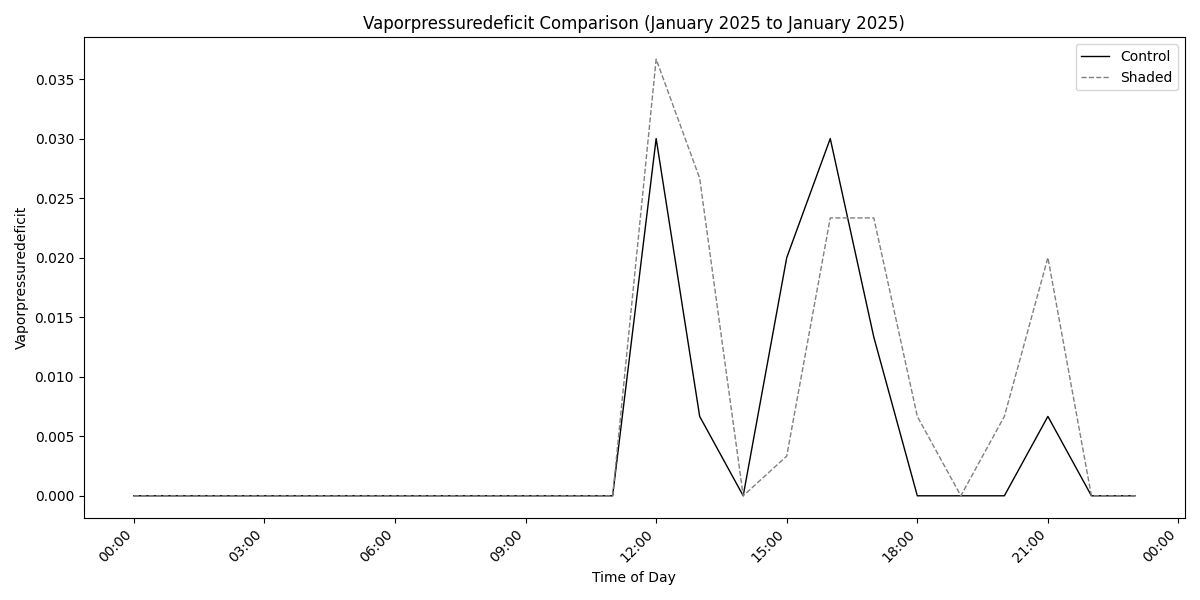 Vaporpressuredeficit Comparison (January 2025 to January 2025)
Control
Shaded
Vaporpressuredeficit
0.035
0.030
0.025
0.020
0.015
0.010
0.005
0.000
00:00 03:00 06:00 09:00 12:00 15:00 18:00 21:00 00:00
Time of Day